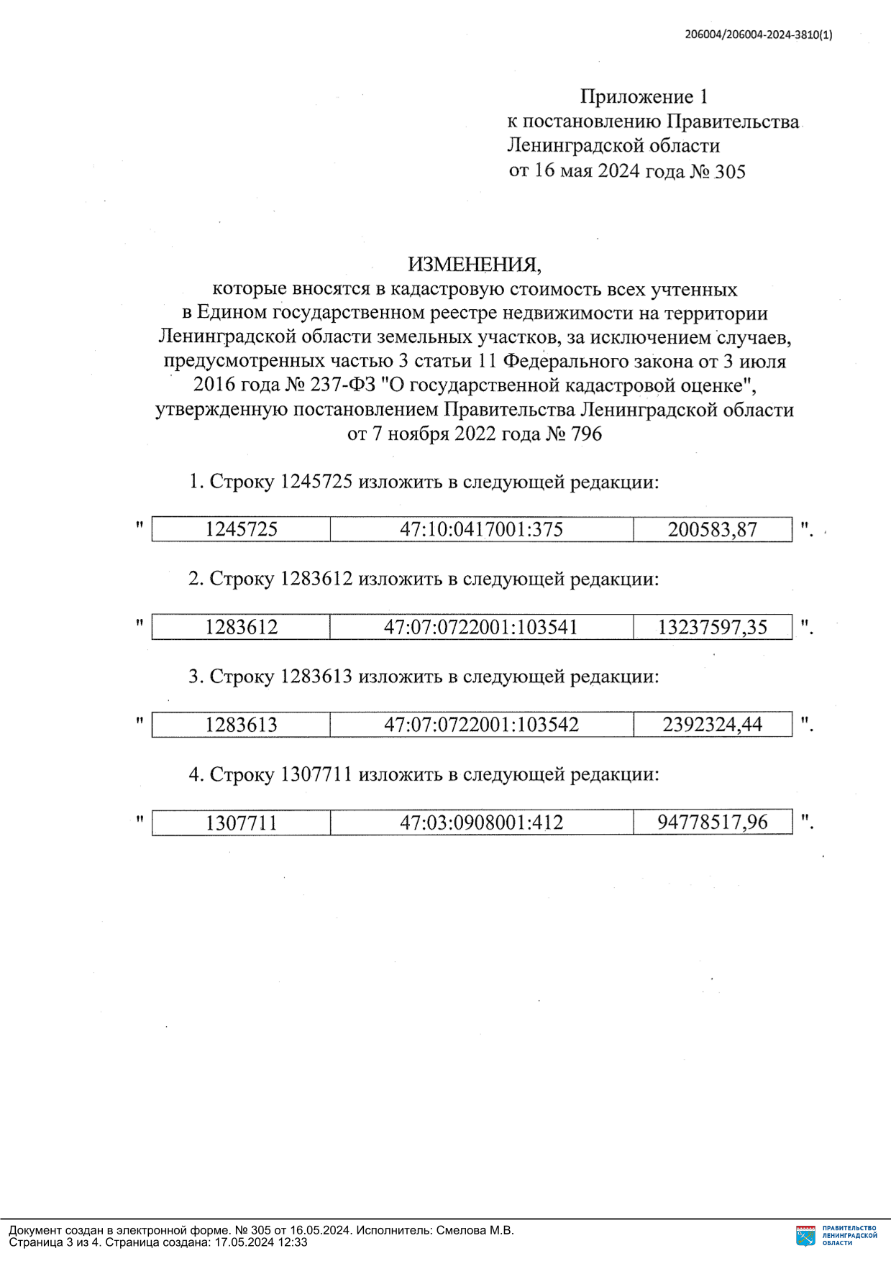 206004/206004-2024-3810(1)
Приложение 1
к постановлению Правительства
Ленинградской области
от 16 мая 2024 года № 305
ИЗМЕНЕНИЯ,
которые вносятся в кадастровую стоимость всех учтенных
в Едином государственном реестре недвижимости на территории
Ленинградской области земельных участков, за исключением случаев,
предусмотренных частью 3 статьи 11 Федерального закона от 3 июля
2016 года № 237-ФЗ "О государственной кадастровой оценке",
утвержденную постановлением Правительства Ленинградской области
от 7 ноября 2022 года № 796
1. Строку 1245725 изложить в следующей редакции:
" 1245725 47:10:0417001:375 200583,87 ".
2. Строку 1283612 изложить в следующей редакции:
" 1283612 47:07:0722001:103541 13237597,35 ".
3. Строку 1283613 изложить в следующей редакции:
" 1283613 47:07:0722001:103542 2392324,44 ".
4. Строку 1307711 изложить в следующей редакции:
" 1307711 47:03:0908001:412 94778517,96 ".
Документ создан в электронной форме. № 305 от 16.05.2024. Исполнитель: Смелова М.В.
Страница 3 из 4. Страница создана: 17.05.2024 12:33
ПРАВИТЕЛЬСТВО
ЛЕНИНГРАДСКОЙ
ОБЛАСТИ